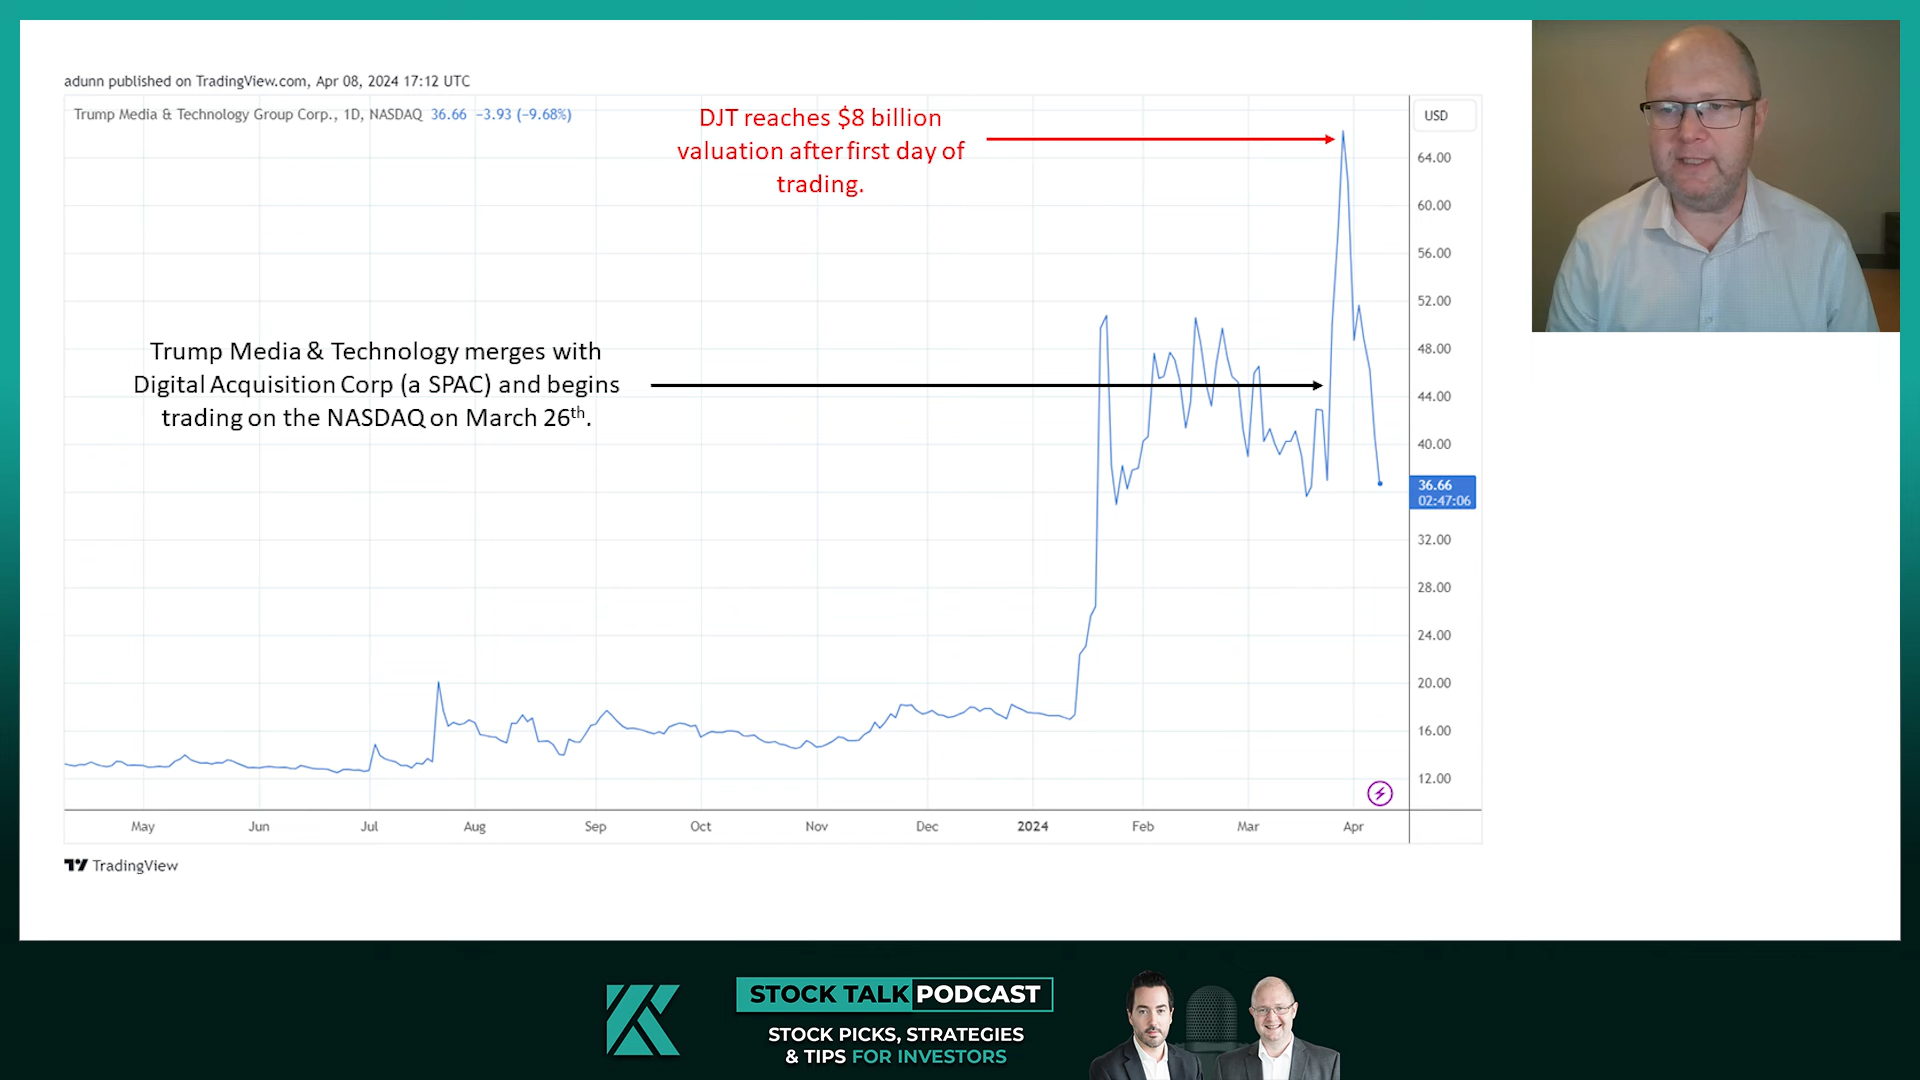 adunn published on TradingView.com, Apr 08, 2024 17:12 UTC
Trump Media & Technology Group Corp., 1D, NASDAQ 36.66 −3.93 (−9.68%)
DJT reaches $8 billion
valuation after first day of
trading.
USD
64.00
60.00
56.00
52.00
48.00
44.00
40.00
36.66
02:47:06
32.00
28.00
24.00
20.00
16.00
12.00
Trump Media & Technology merges with
Digital Acquisition Corp (a SPAC) and begins
trading on the NASDAQ on March 26th.
May Jun Jul Aug Sep Oct Nov Dec 2024 Feb Mar Apr
TradingView
STOCK TALK PODCAST
STOCK PICKS, STRATEGIES
& TIPS FOR INVESTORS